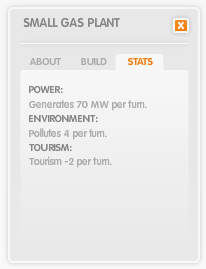 SMALL GAS PLANT
X
ABOUT BUILD STATS
POWER:
Generates 70 MW per turn.
ENVIRONMENT:
Pollutes 4 per turn.
TOURISM:
Tourism -2 per turn.